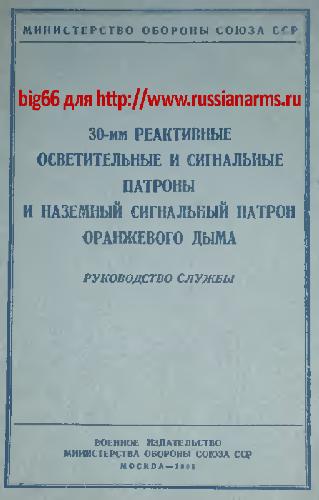 МИНИСТЕРСТВО ОБОРОНЫ СОЮЗА ССР
big66 для http://www.russianarms.ru
30-мм РЕАКТИВНЫЕ
ОСВЕТИТЕЛЬНЫЕ И СИГНАЛЬНЫЕ
ПАТРОНЫ
И НАЗЕМНЫЙ СИГНАЛЬНЫЙ ПАТРОН
ОРАНЖЕВОГО ДЫМА
РУКОВОДСТВО СЛУЖБЫ
ВОЕННОЕ ИЗДАТЕЛЬСТВО
МИНИСТЕРСТВА ОБОРОНЫ СОЮЗА ССР
МОСКВА—